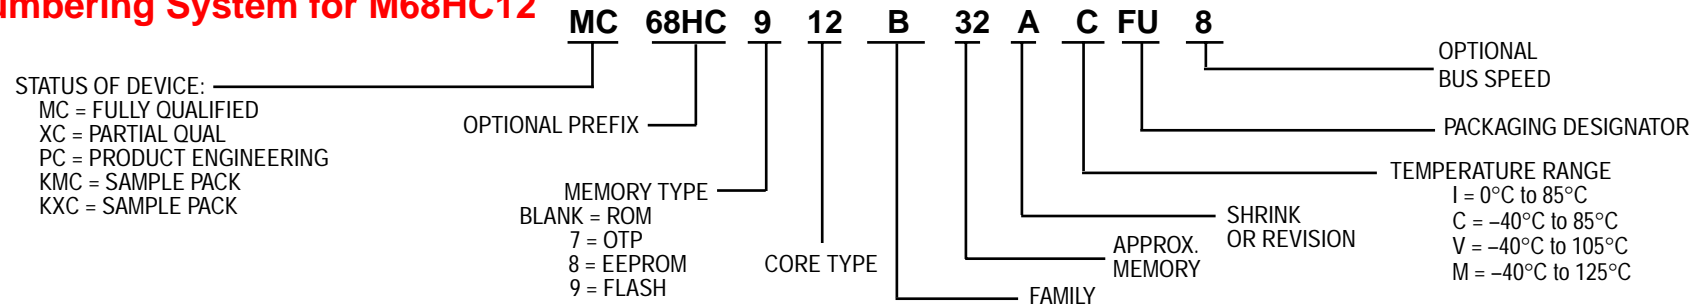 umbering System for M68HC12
MC 68HC 9 12 B 32 A C FU 8
STATUS OF DEVICE:
MC = FULLY QUALIFIED
XC = PARTIAL QUAL
PC = PRODUCT ENGINEERING
KMC = SAMPLE PACK
KXC = SAMPLE PACK
OPTIONAL PREFIX
MEMORY TYPE
BLANK = ROM
7 = OTP
8 = EEPROM
9 = FLASH
CORE TYPE
FAMILY
APPROX.
MEMORY
SHRINK
OR REVISION
TEMPERATURE RANGE
I = 0°C to 85°C
C = –40°C to 85°C
V = –40°C to 105°C
M = –40°C to 125°C
PACKAGING DESIGNATOR
OPTIONAL
BUS SPEED